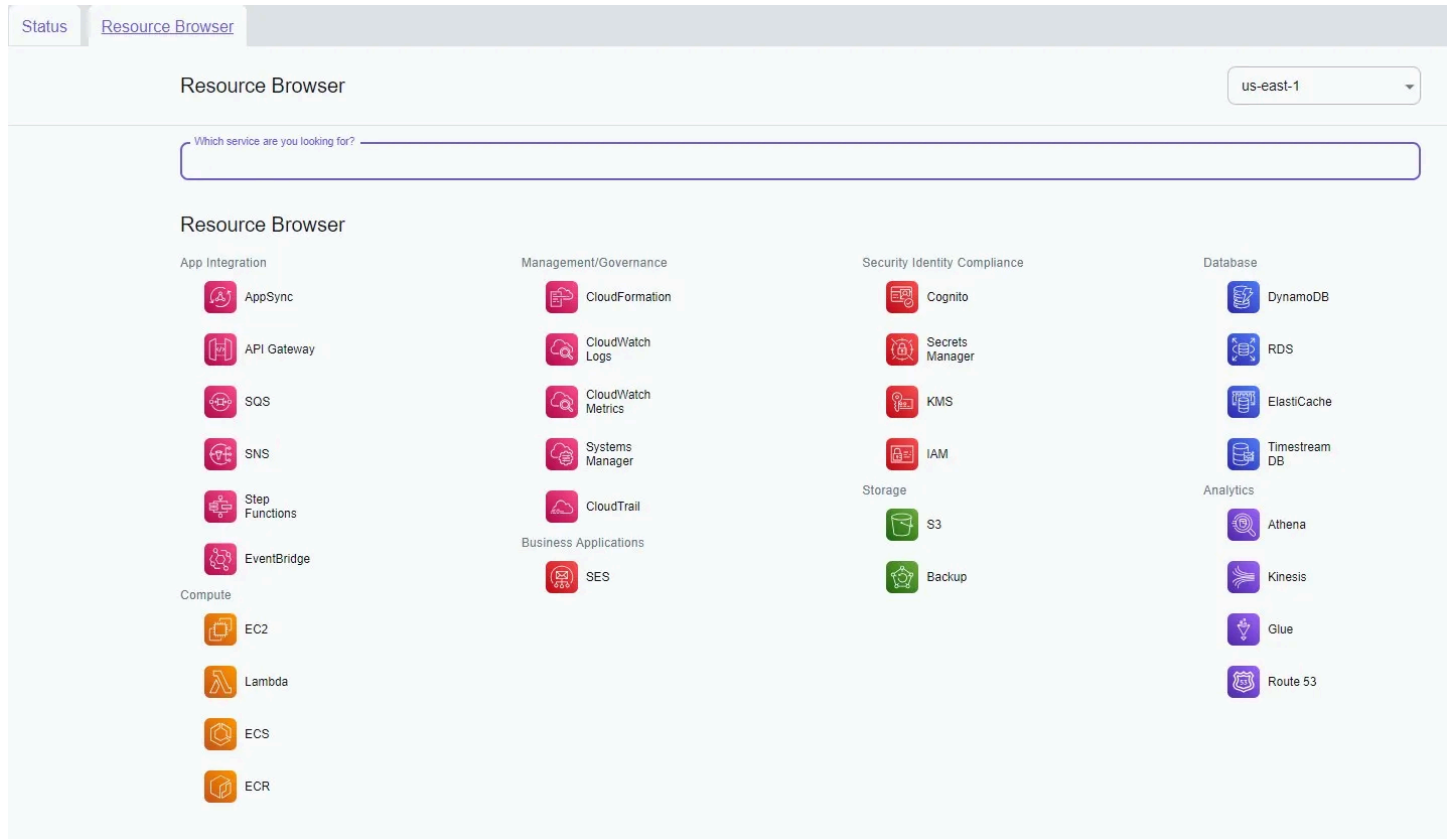 Status
Resource Browser
Resource Browser
us-east-1
Which service are you looking for?
Resource Browser
App Integration
AppSync
API Gateway
SQS
SNS
Step
Functions
EventBridge
Compute
EC2
Lambda
ECS
ECR
Management/Governance
CloudFormation
CloudWatch
Logs
CloudWatch
Metrics
Systems
Manager
CloudTrail
Business Applications
SES
Security Identity Compliance
Cognito
Secrets
Manager
KMS
IAM
Storage
S3
Backup
Database
DynamoDB
RDS
ElastiCache
Timestream
DB
Analytics
Athena
Kinesis
Glue
Route 53